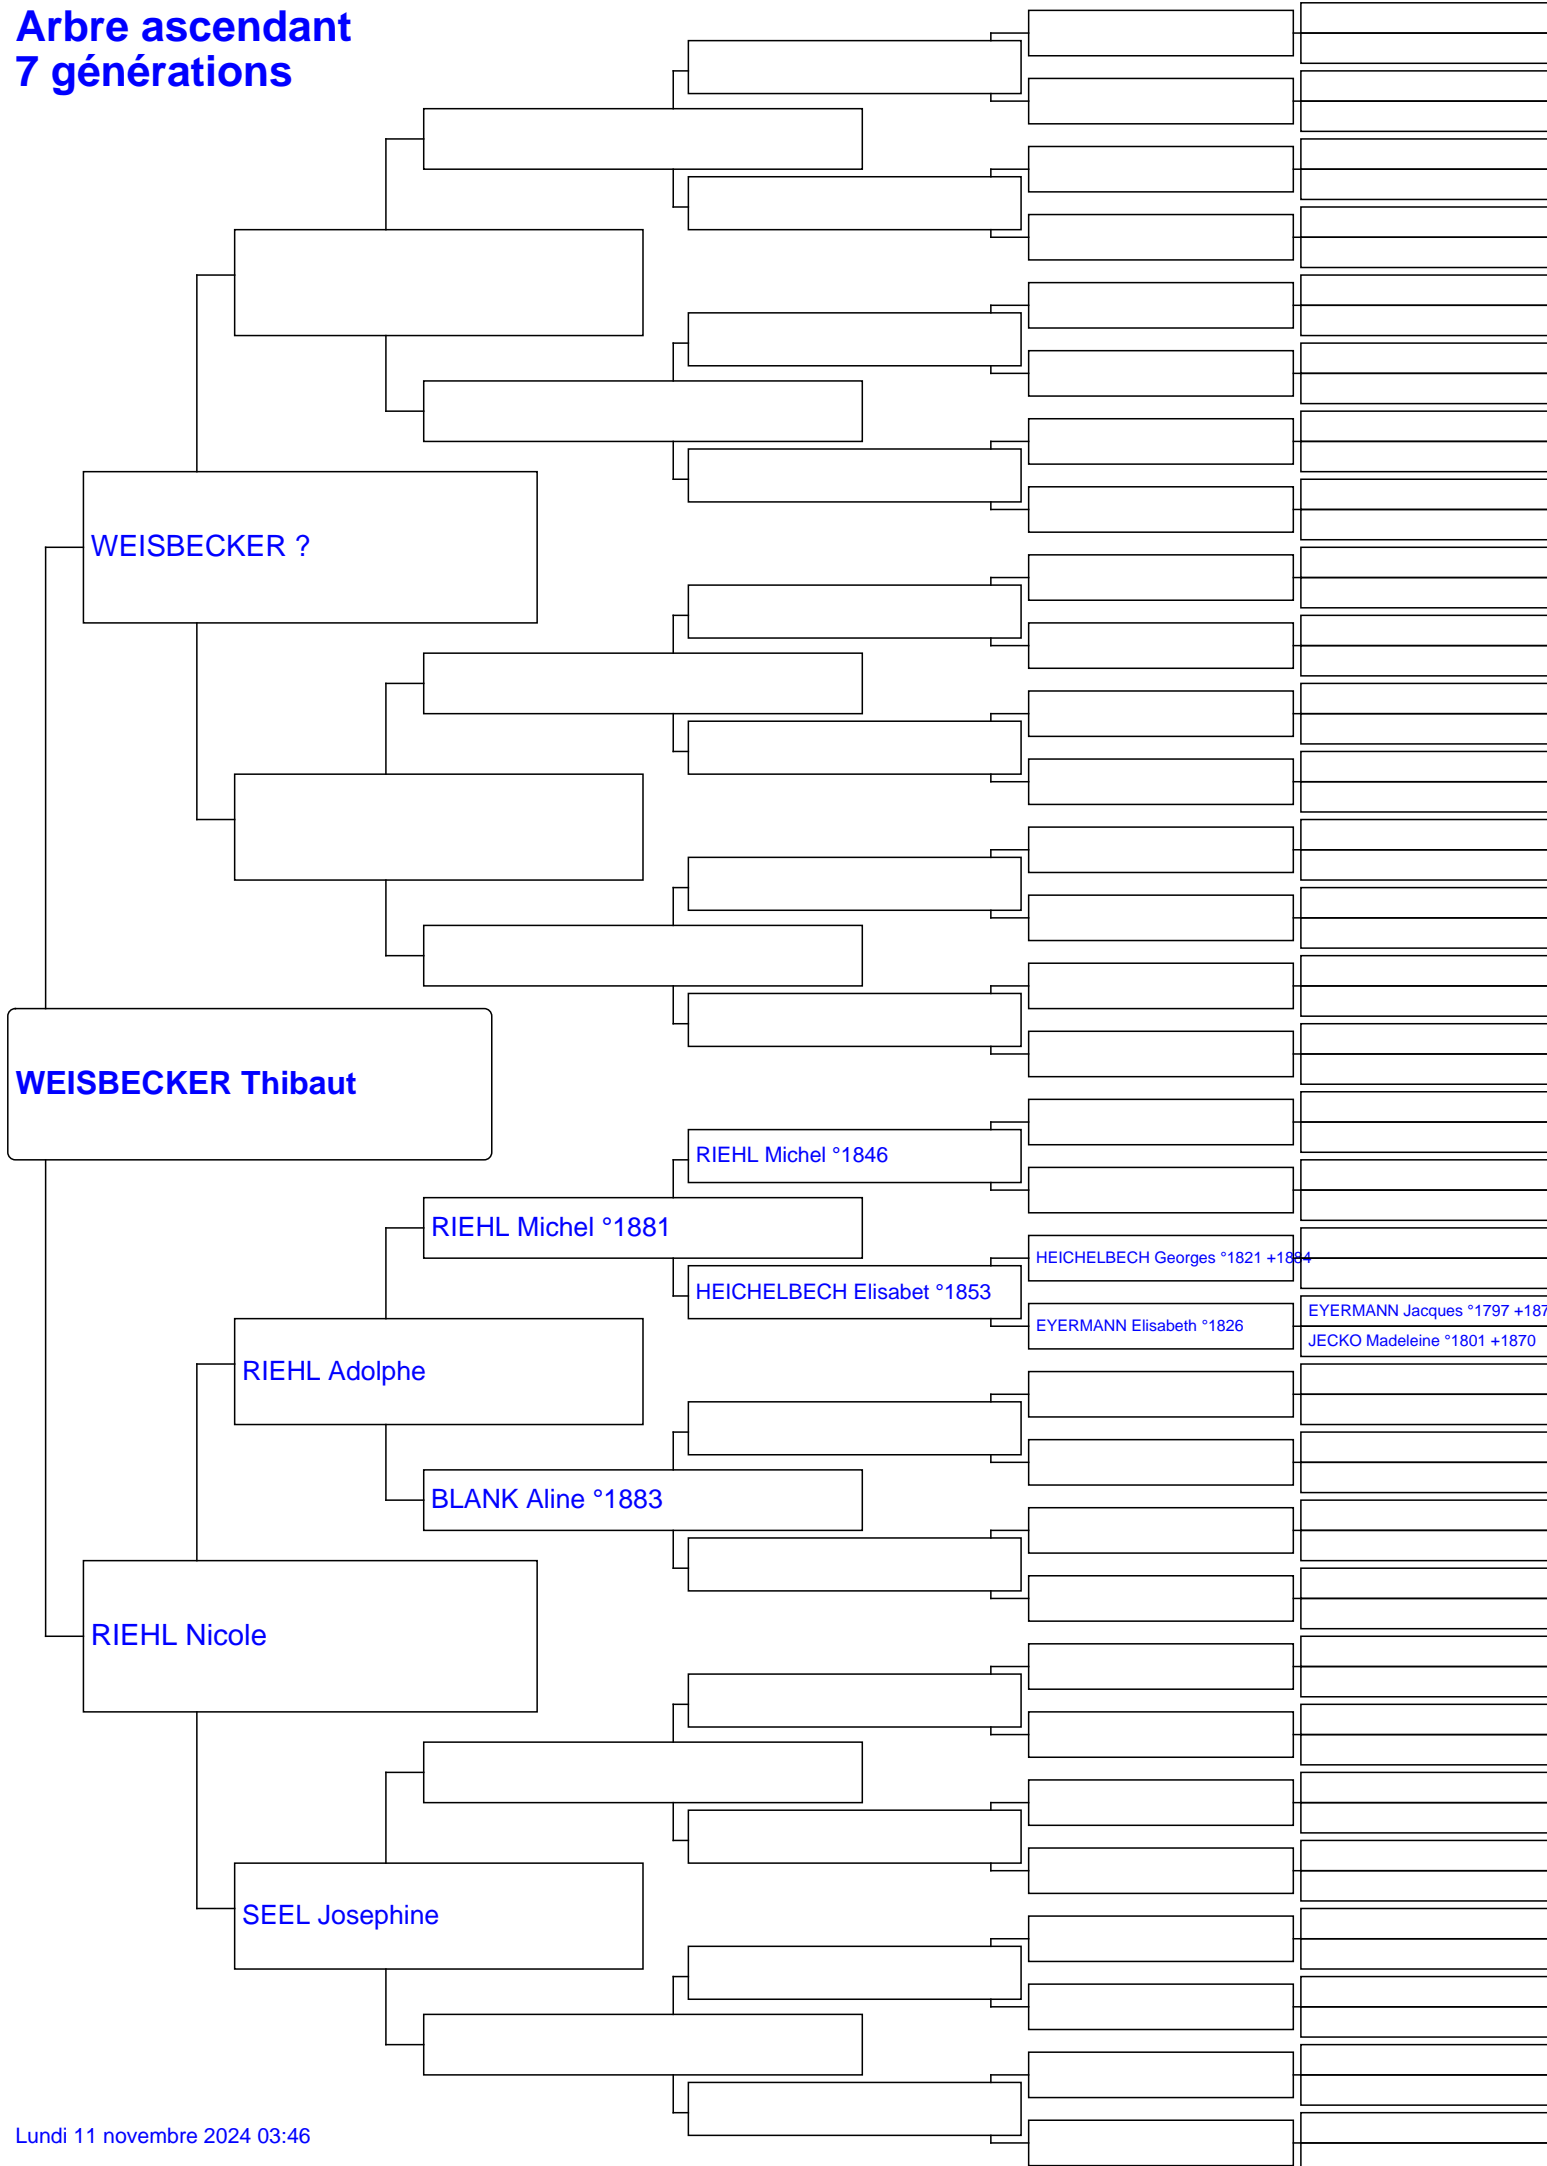 Arbre ascendant
7 générations
WEISBECKER ?
WEISBECKER Thibaut
RIEHL Michel °1846
RIEHL Michel °1881
HEICHELBECH Georges °1821 +1884
HEICHELBECH Elisabet °1853
EYERMANN Jacques °1797 +187
EYERMANN Elisabeth °1826
JECKO Madeleine °1801 +1870
RIEHL Adolphe
BLANK Aline °1883
RIEHL Nicole
SEEL Josephine
Lundi 11 novembre 2024 03:46